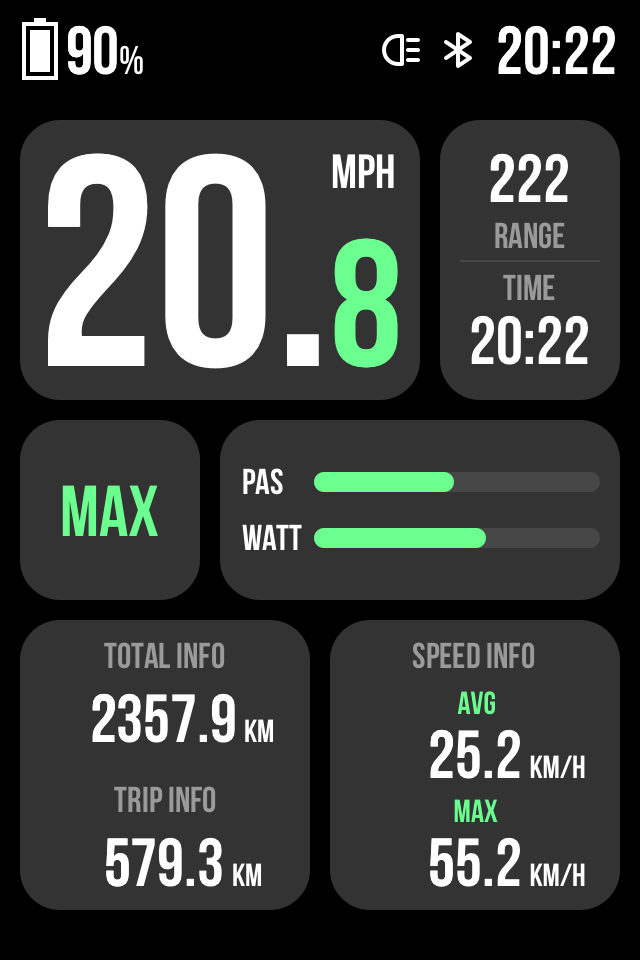 90% 20:22
20.8 MPH
222
RANGE
TIME
20:22
MAX
PAS
WATT
TOTAL INFO
2357.9 KM
TRIP INFO
579.3 KM
SPEED INFO
AVG
25.2 KM/H
MAX
55.2 KM/H